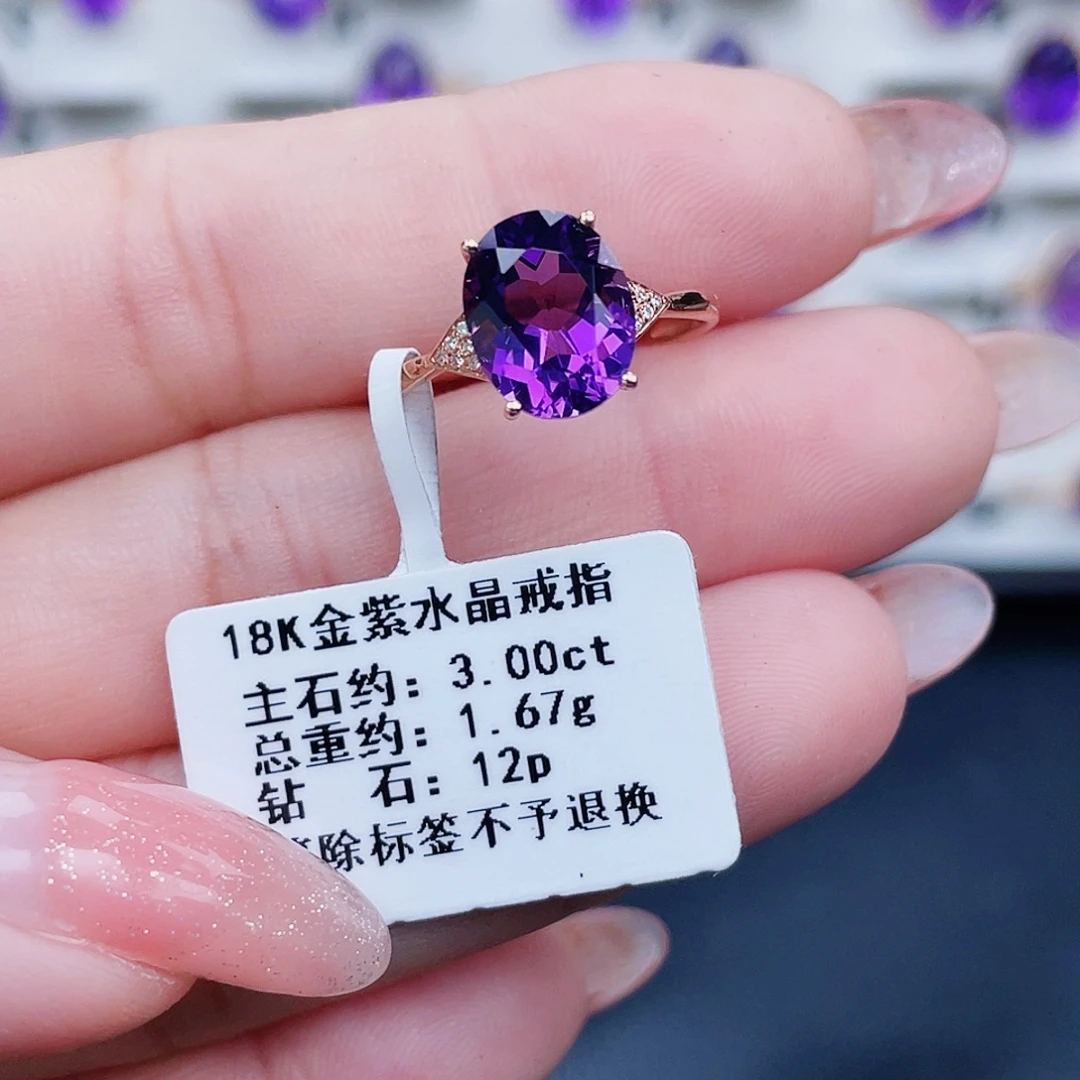 18K金紫水晶戒指
主石约：3.00ct
总重约：1.67g
钻 石：12p
除标签不予退换